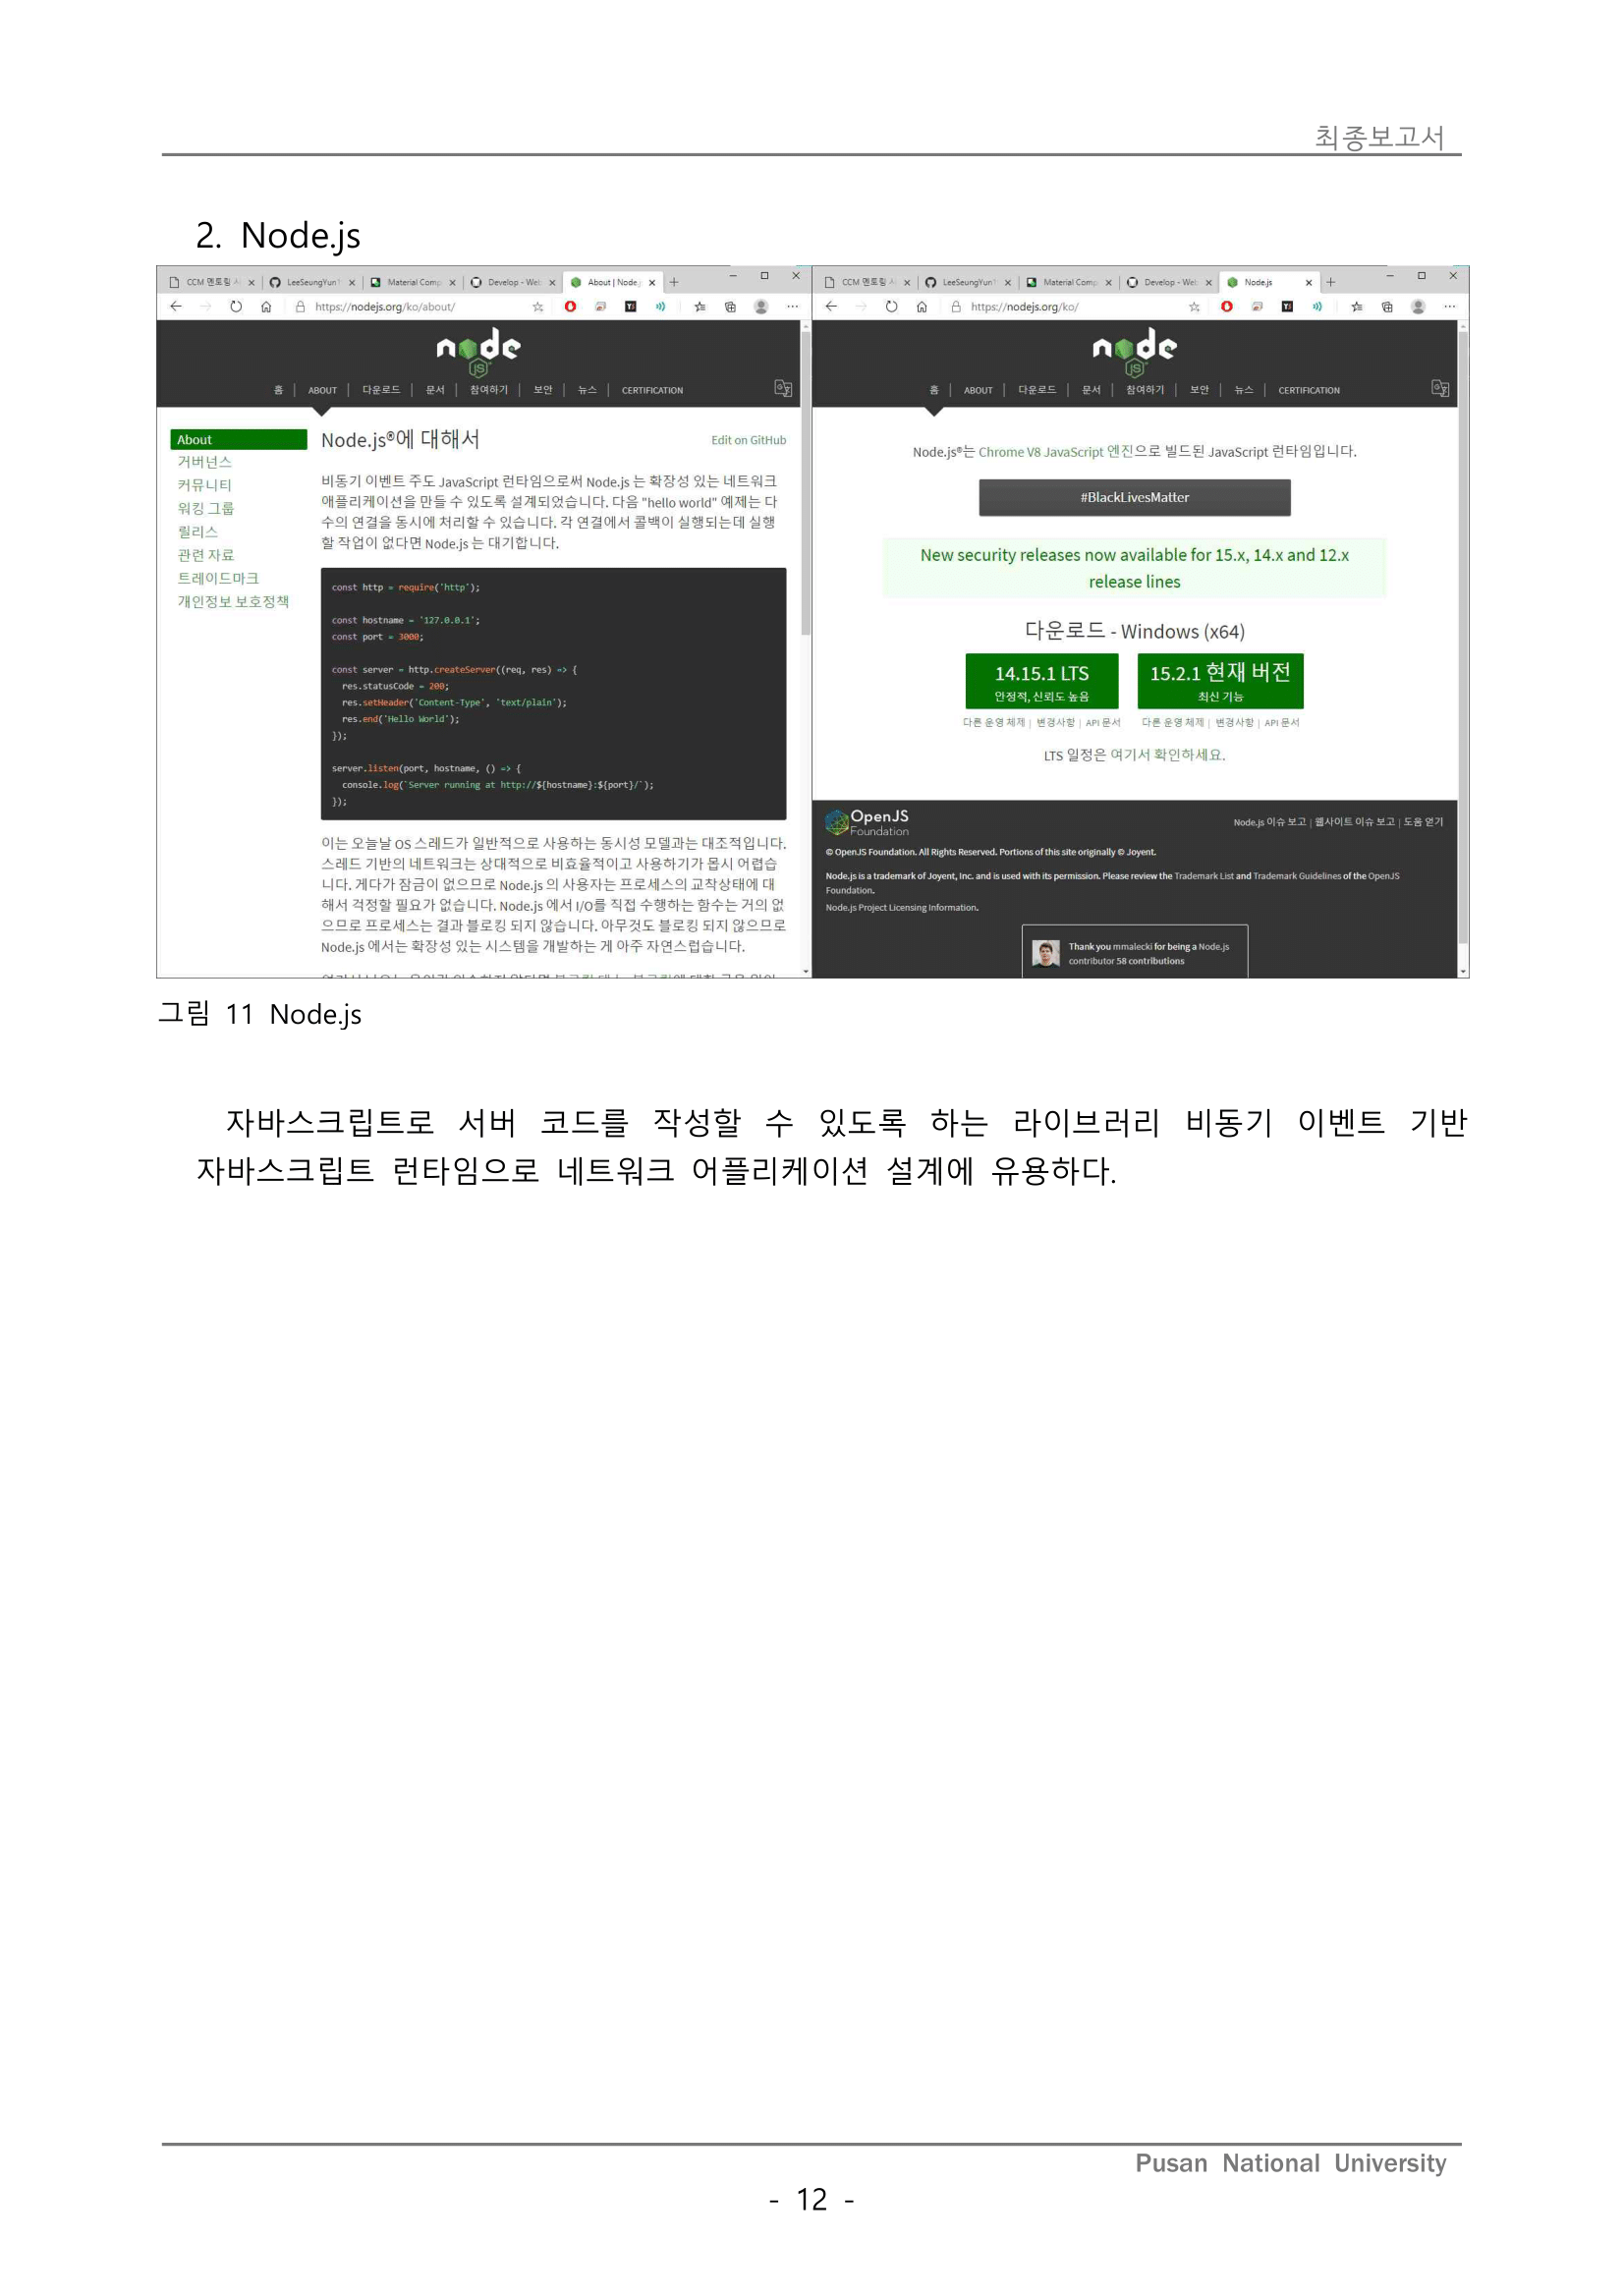 최종보고서
2. Node.js
CCM 멘토링
LeeSeungYun
Material Comp
Develop - Web
About | Node.j
https://nodejs.org/ko/about/
node
JS
홈 | ABOUT | 다운로드 | 문서 | 참여하기 | 보안 | 뉴스 | CERTIFICATION
About
거버넌스
커뮤니티
워킹 그룹
릴리스
관련 자료
트레이드마크
개인정보 보호정책
Node.js®에 대해서
Edit on GitHub
비동기 이벤트 주도 JavaScript 런타임으로써 Node.js 는 확장성 있는 네트워크
애플리케이션을 만들 수 있도록 설계되었습니다. 다음 "hello world" 예제는 다
수의 연결을 동시에 처리할 수 있습니다. 각 연결에서 콜백이 실행되는데 실행
할 작업이 없다면 Node.js 는 대기합니다.
const http = require('http');
const hostname = '127.0.0.1';
const port = 3000;
const server = http.createServer((req, res) => {
res.statusCode = 200;
res.setHeader('Content-Type', 'text/plain');
res.end('Hello World');
});
server.listen(port, hostname, () => {
console.log(`Server running at http://${hostname}:${port}/`);
});
이는 오늘날 OS 스레드가 일반적으로 사용하는 동시성 모델과는 대조적입니다.
스레드 기반의 네트워크는 상대적으로 비효율적이고 사용하기가 몹시 어렵습
니다. 게다가 잠금이 없으므로 Node.js 의 사용자는 프로세스의 교착상태에 대
해서 걱정할 필요가 없습니다. Node.js 에서 I/O를 직접 수행하는 함수는 거의 없
으므로 프로세스는 결과 블로킹 되지 않습니다. 아무것도 블로킹 되지 않으므로
Node.js 에서는 확장성 있는 시스템을 개발하는 게 아주 자연스럽습니다.
CCM 멘토링
LeeSeungYun
Material Comp
Develop - Web
Node.js
https://nodejs.org/ko/
node
JS
홈 | ABOUT | 다운로드 | 문서 | 참여하기 | 보안 | 뉴스 | CERTIFICATION
Node.js®는 Chrome V8 JavaScript 엔진으로 빌드된 JavaScript 런타임입니다.
#BlackLivesMatter
New security releases now available for 15.x, 14.x and 12.x
release lines
다운로드 - Windows (x64)
14.15.1 LTS
안정적, 신뢰도 높음
15.2.1 현재 버전
최신 기능
다른 운영 체제 | 변경사항 | API 문서
다른 운영 체제 | 변경사항 | API 문서
LTS 일정은 여기서 확인하세요.
OpenJS
Foundation
Node.js 이슈 보고 | 웹사이트 이슈 보고 | 도움 얻기
© OpenJS Foundation. All Rights Reserved. Portions of this site originally © Joyent.
Node.js is a trademark of Joyent, Inc. and is used with its permission. Please review the Trademark List and Trademark Guidelines of the OpenJS
Foundation.
Node.js Project Licensing Information.
Thank you mmalecki for being a Node.js
contributor 58 contributions
그림 11 Node.js
자바스크립트로 서버 코드를 작성할 수 있도록 하는 라이브러리 비동기 이벤트 기반
자바스크립트 런타임으로 네트워크 어플리케이션 설계에 유용하다.
Pusan National University
- 12 -